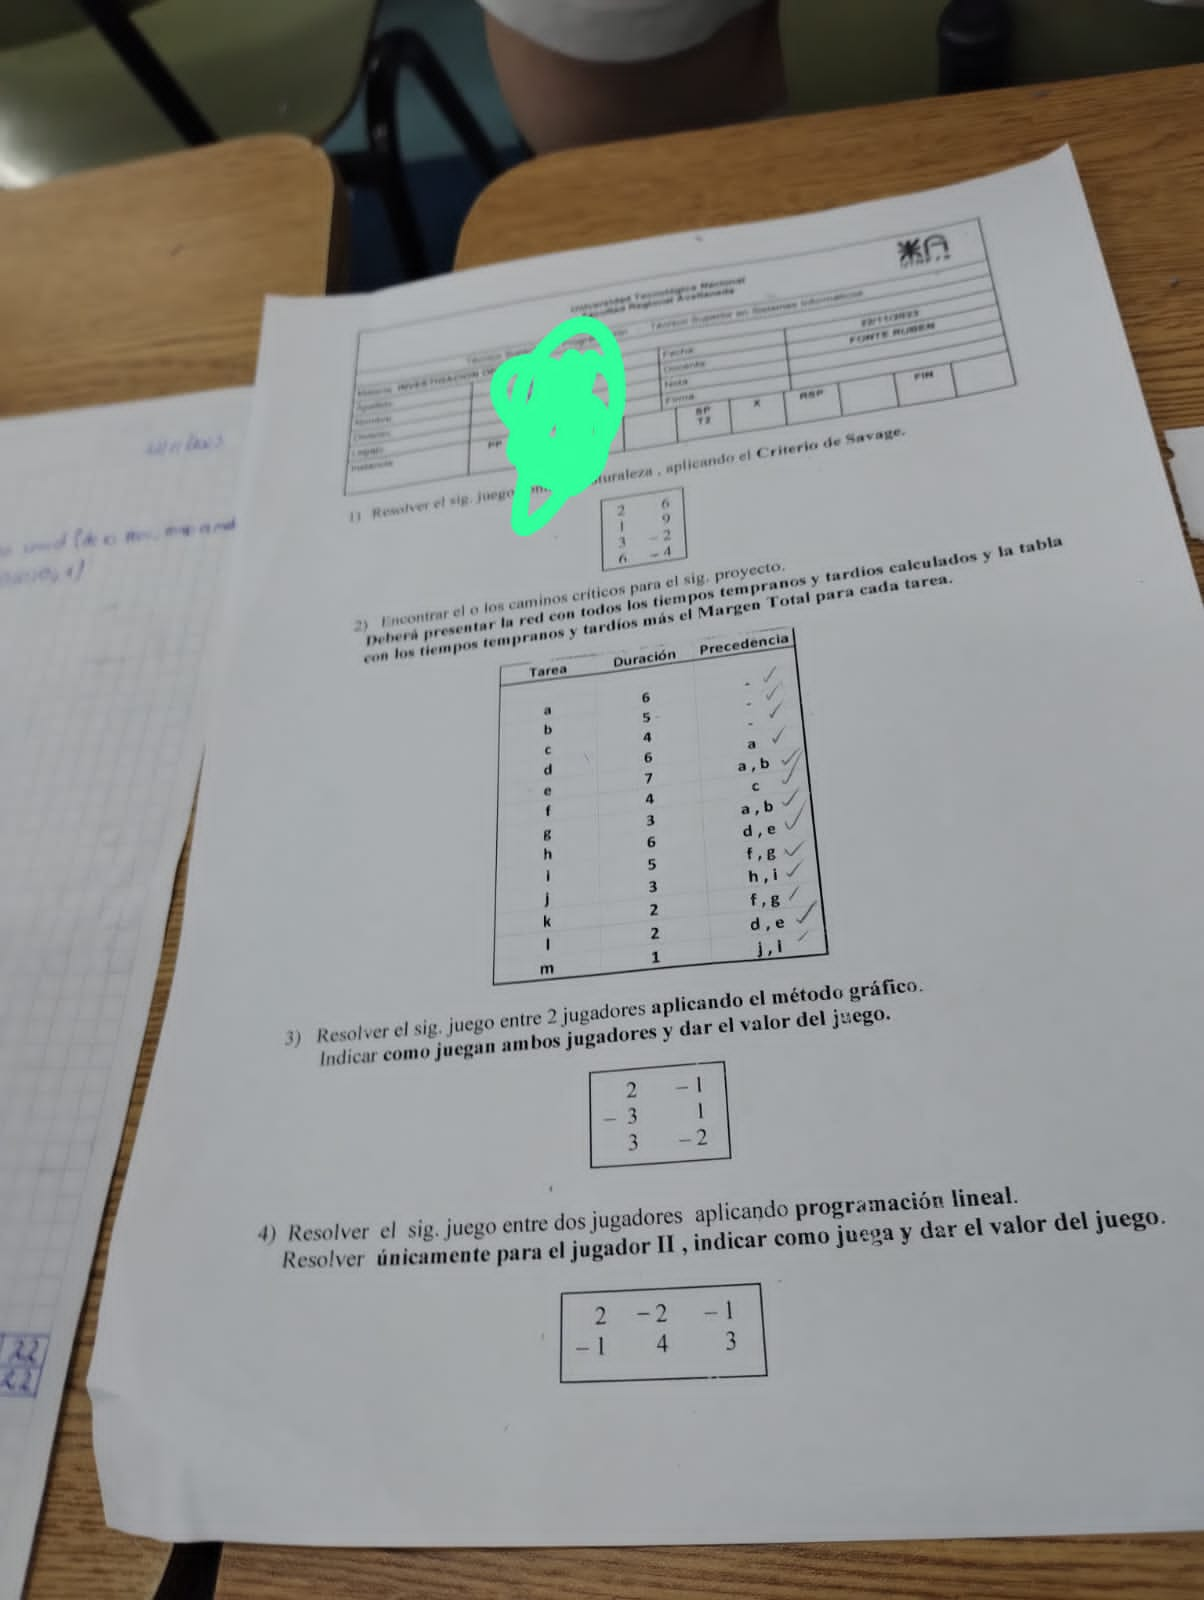 Universidad Tecnológica Nacional
Facultad Regional Avellaneda
Técnico Superior en Sistemas Informáticos
Materia INVESTIGACION
Fecha
22/11/2023
Apellido
Docente
FONTE RUBEN
Nombre
Nota
División
Firma
Legajo
Instancia
PP
SP
T2
X
RSP
FIN
1) Resolver el sig. juego naturaleza , aplicando el Criterio de Savage.
2 6
1 9
3 – 2
6 – 4
2) Encontrar el o los caminos críticos para el sig. proyecto.
Deberá presentar la red con todos los tiempos tempranos y tardíos calculados y la tabla
con los tiempos tempranos y tardíos más el Margen Total para cada tarea.
Tarea Duración Precedencia
a 6 -
b 5 -
c 4 -
d 6 a
e 7 a , b
f 4 c
g 3 a , b
h 6 d , e
i 5 f , g
j 3 h , i
k 2 f , g
l 2 d , e
m 1 j , i
3) Resolver el sig. juego entre 2 jugadores aplicando el método gráfico.
Indicar como juegan ambos jugadores y dar el valor del juego.
2 – 1
– 3 1
3 – 2
4) Resolver el sig. juego entre dos jugadores aplicando programación lineal.
Resolver únicamente para el jugador II , indicar como juega y dar el valor del juego.
2 – 2 – 1
– 1 4 3
22
22